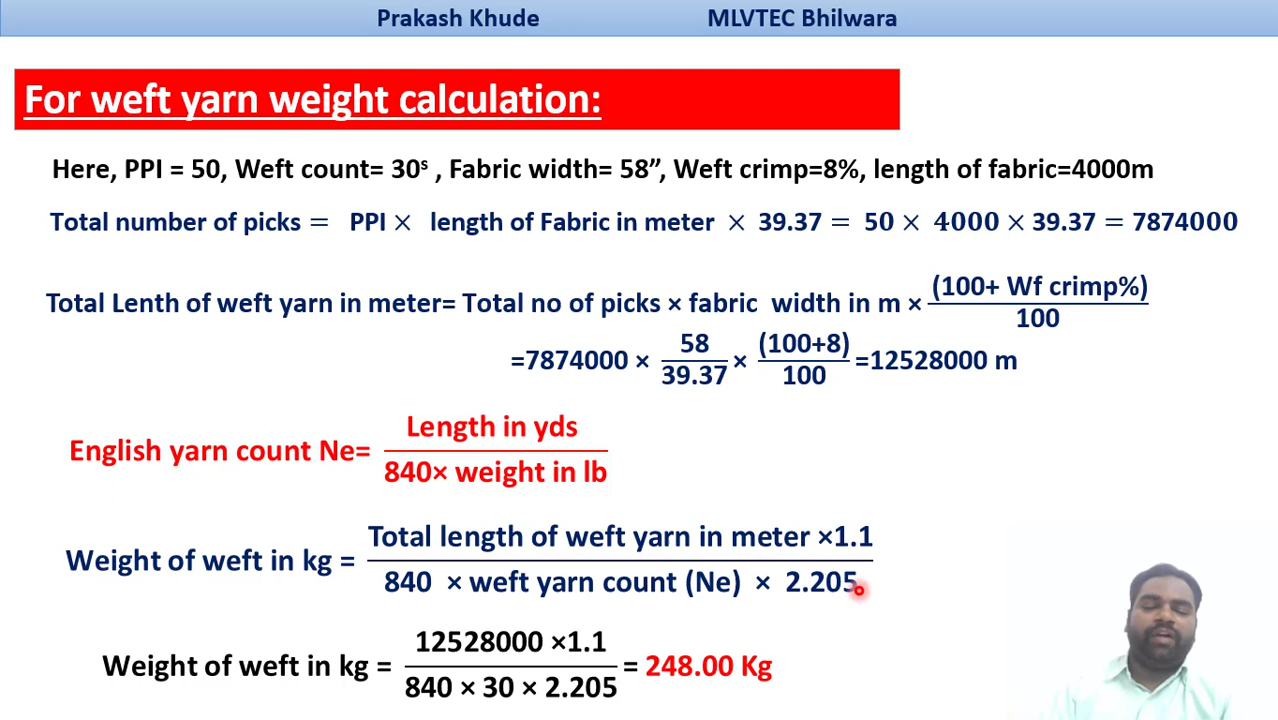 Prakash Khude MLVTEC Bhilwara
For weft yarn weight calculation:
Here, PPI = 50, Weft count= 30ˢ , Fabric width= 58”, Weft crimp=8%, length of fabric=4000m
Total number of picks = PPI × length of Fabric in meter × 39.37 = 50 × 4000 × 39.37 = 7874000
Total Lenth of weft yarn in meter= Total no of picks × fabric width in m × (100+ Wf crimp%) / 100
=7874000 × 58 / 39.37 × (100+8) / 100 =12528000 m
English yarn count Ne= Length in yds / 840× weight in lb
Weight of weft in kg = Total length of weft yarn in meter ×1.1 / 840 × weft yarn count (Ne) × 2.205
Weight of weft in kg = 12528000 ×1.1 / 840 × 30 × 2.205 = 248.00 Kg